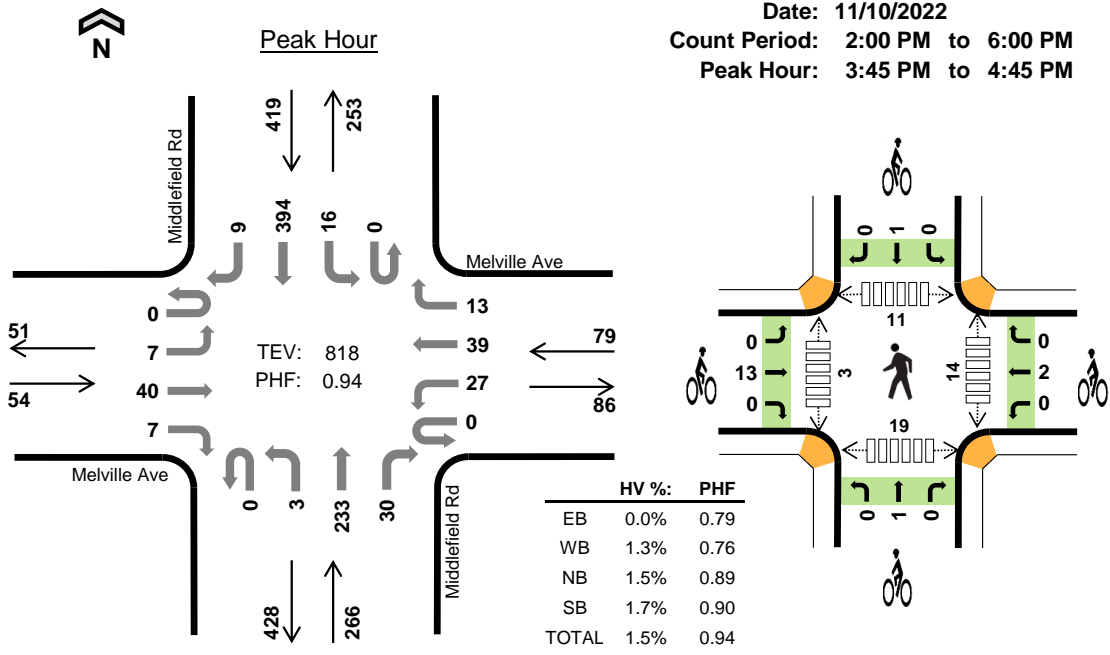 N
Peak Hour
Date: 11/10/2022
Count Period: 2:00 PM to 6:00 PM
Peak Hour: 3:45 PM to 4:45 PM
419
253
Middlefield Rd
9
394
16
0
Melville Ave
0
7
40
7
51
54
TEV: 818
PHF: 0.94
13
39
27
0
79
86
Melville Ave
0
3
233
30
Middlefield Rd
428
266
HV %: PHF
EB 0.0% 0.79
WB 1.3% 0.76
NB 1.5% 0.89
SB 1.7% 0.90
TOTAL 1.5% 0.94
0
1
0
11
0
13
0
3
14
0
2
0
19
0
1
0